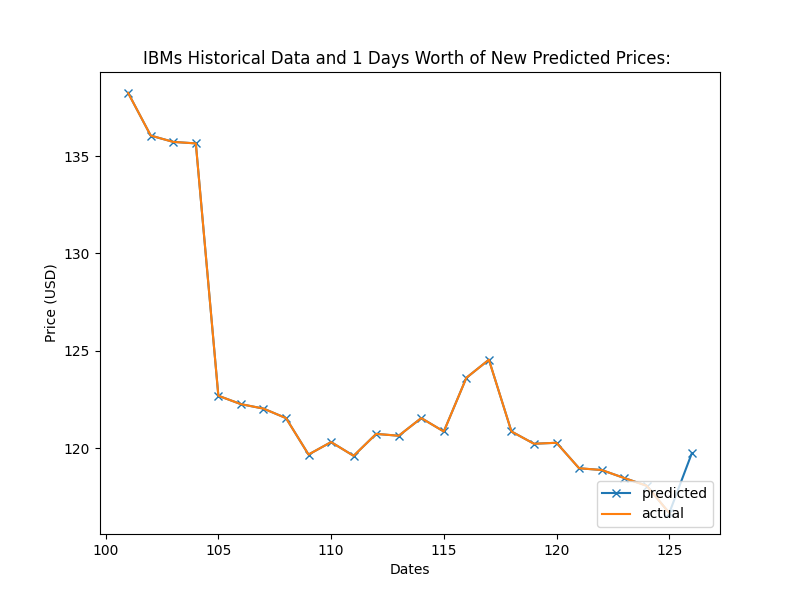 IBMs Historical Data and 1 Days Worth of New Predicted Prices:
Price (USD)
135
130
125
120
100
105
110
115
120
125
Dates
predicted
actual